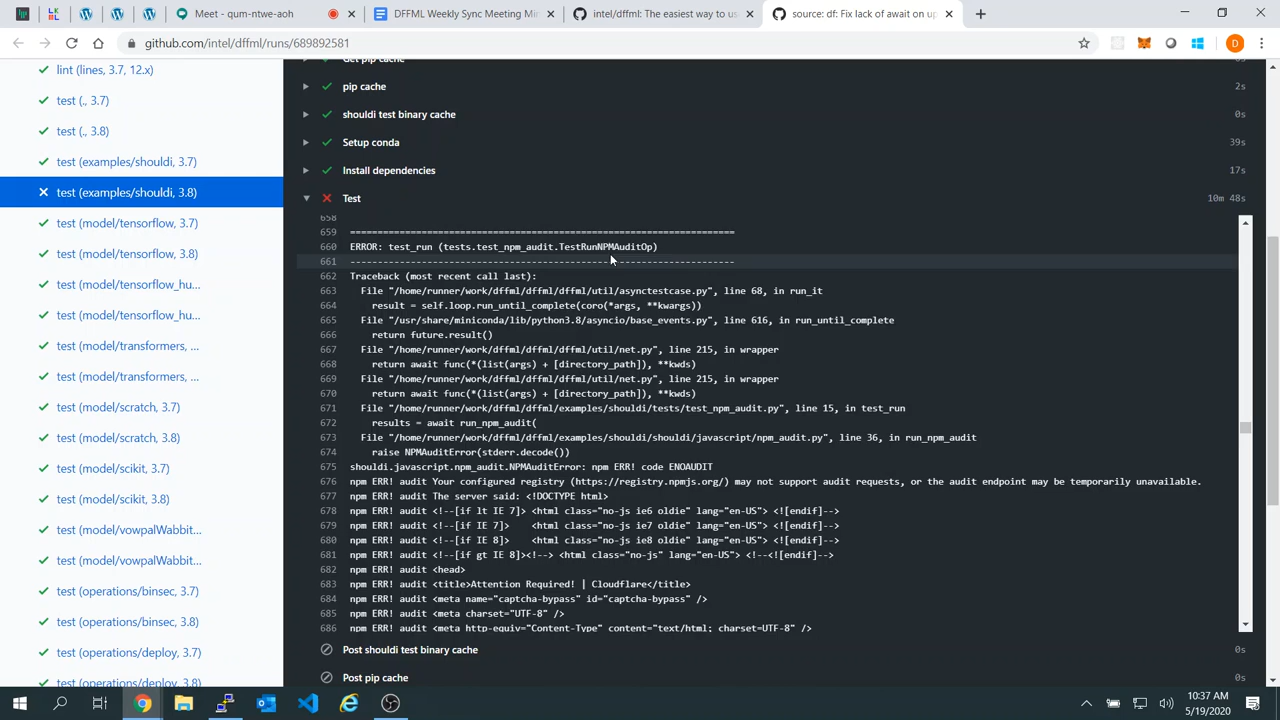 Meet - qum-ntwe-aoh
DFFML Weekly Sync Meeting Min
intel/dffml: The easiest way to us
source: df: Fix lack of await on up
github.com/intel/dffml/runs/689892581
D
lint (lines, 3.7, 12.x)
test (., 3.7)
test (., 3.8)
test (examples/shouldi, 3.7)
test (examples/shouldi, 3.8)
test (model/tensorflow, 3.7)
test (model/tensorflow, 3.8)
test (model/tensorflow_hu...
test (model/tensorflow_hu...
test (model/transformers, ...
test (model/transformers, ...
test (model/scratch, 3.7)
test (model/scratch, 3.8)
test (model/scikit, 3.7)
test (model/scikit, 3.8)
test (model/vowpalWabbit...
test (model/vowpalWabbit...
test (operations/binsec, 3.7)
test (operations/binsec, 3.8)
test (operations/deploy, 3.7)
test (operations/deploy, 3.8)
Get pip cache 0s
pip cache 2s
shouldi test binary cache 0s
Setup conda 39s
Install dependencies 17s
Test 10m 48s
658
659 ======================================================================
660 ERROR: test_run (tests.test_npm_audit.TestRunNPMAuditOp)
661 ----------------------------------------------------------------------
662 Traceback (most recent call last):
663 File "/home/runner/work/dffml/dffml/dffml/util/asynctestcase.py", line 68, in run_it
664 result = self.loop.run_until_complete(coro(*args, **kwargs))
665 File "/usr/share/miniconda/lib/python3.8/asyncio/base_events.py", line 616, in run_until_complete
666 return future.result()
667 File "/home/runner/work/dffml/dffml/dffml/util/net.py", line 215, in wrapper
668 return await func(*(list(args) + [directory_path]), **kwds)
669 File "/home/runner/work/dffml/dffml/dffml/util/net.py", line 215, in wrapper
670 return await func(*(list(args) + [directory_path]), **kwds)
671 File "/home/runner/work/dffml/dffml/examples/shouldi/tests/test_npm_audit.py", line 15, in test_run
672 results = await run_npm_audit(
673 File "/home/runner/work/dffml/dffml/examples/shouldi/shouldi/javascript/npm_audit.py", line 36, in run_npm_audit
674 raise NPMAuditError(stderr.decode())
675 shouldi.javascript.npm_audit.NPMAuditError: npm ERR! code ENOAUDIT
676 npm ERR! audit Your configured registry (https://registry.npmjs.org/) may not support audit requests, or the audit endpoint may be temporarily unavailable.
677 npm ERR! audit The server said: <!DOCTYPE html>
678 npm ERR! audit <!--[if lt IE 7]> <html class="no-js ie6 oldie" lang="en-US"> <![endif]-->
679 npm ERR! audit <!--[if IE 7]>    <html class="no-js ie7 oldie" lang="en-US"> <![endif]-->
680 npm ERR! audit <!--[if IE 8]>    <html class="no-js ie8 oldie" lang="en-US"> <![endif]-->
681 npm ERR! audit <!--[if gt IE 8]><!--> <html class="no-js" lang="en-US"> <!--<![endif]-->
682 npm ERR! audit <head>
683 npm ERR! audit <title>Attention Required! | Cloudflare</title>
684 npm ERR! audit <meta name="captcha-bypass" id="captcha-bypass" />
685 npm ERR! audit <meta charset="UTF-8" />
686 npm ERR! audit <meta http-equiv="Content-Type" content="text/html; charset=UTF-8" />
Post shouldi test binary cache 0s
Post pip cache 0s
10:37 AM
5/19/2020